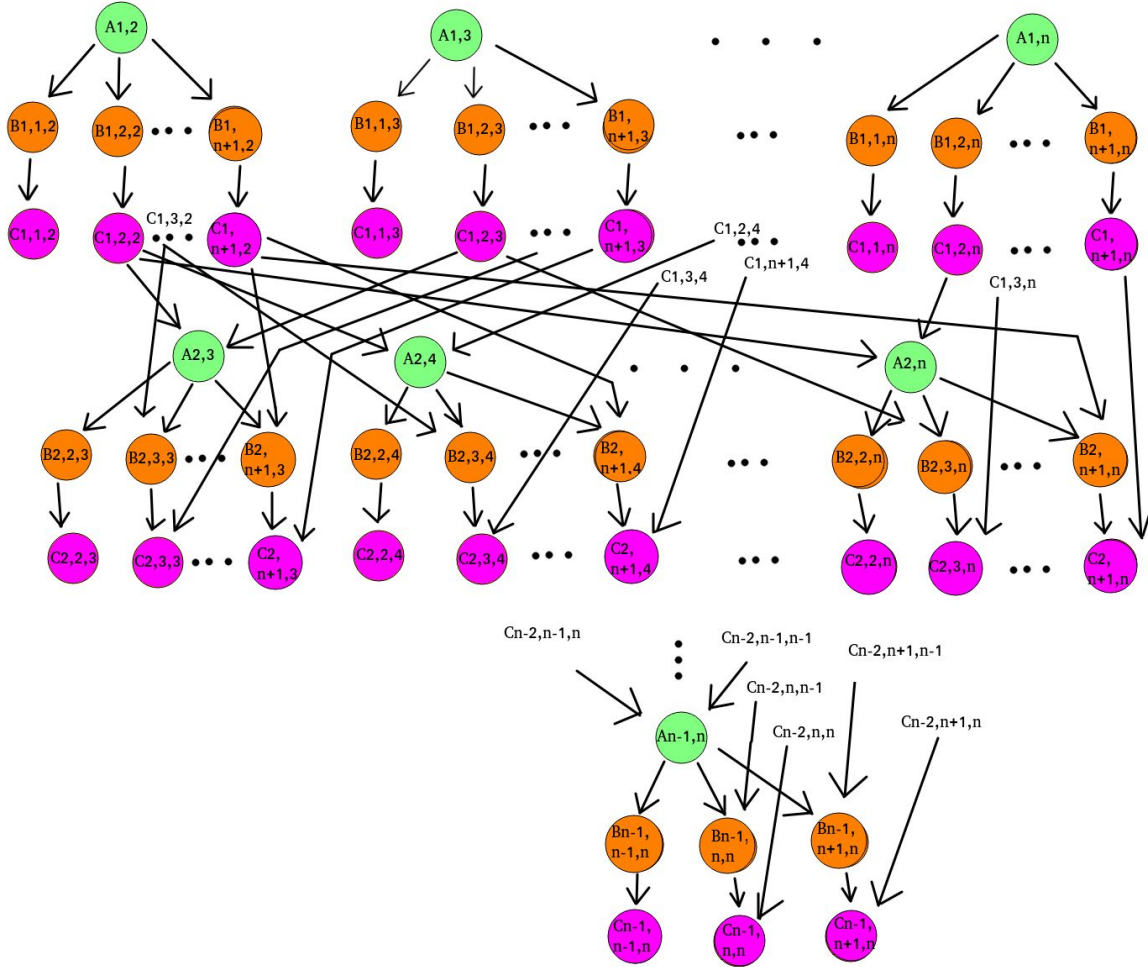 A1,2
A1,3
A1,n
B1,1,2
B1,2,2
B1,
n+1,2
B1,1,3
B1,2,3
B1,
n+1,3
B1,1,n
B1,2,n
B1,
n+1,n
C1,1,2
C1,2,2
C1,3,2
C1,
n+1,2
C1,1,3
C1,2,3
C1,
n+1,3
C1,2,4
C1,3,4
C1,n+1,4
C1,1,n
C1,2,n
C1,3,n
C1,
n+1,n
A2,3
A2,4
A2,n
B2,2,3
B2,3,3
B2,
n+1,3
B2,2,4
B2,3,4
B2,
n+1,4
B2,2,n
B2,3,n
B2,
n+1,n
C2,2,3
C2,3,3
C2,
n+1,3
C2,2,4
C2,3,4
C2,
n+1,4
C2,2,n
C2,3,n
C2,
n+1,n
Cn-2,n-1,n
Cn-2,n-1,n-1
Cn-2,n+1,n-1
Cn-2,n,n-1
Cn-2,n,n
Cn-2,n+1,n
An-1,n
Bn-1,
n-1,n
Bn-1,
n,n
Bn-1,
n+1,n
Cn-1,
n-1,n
Cn-1,
n,n
Cn-1,
n+1,n